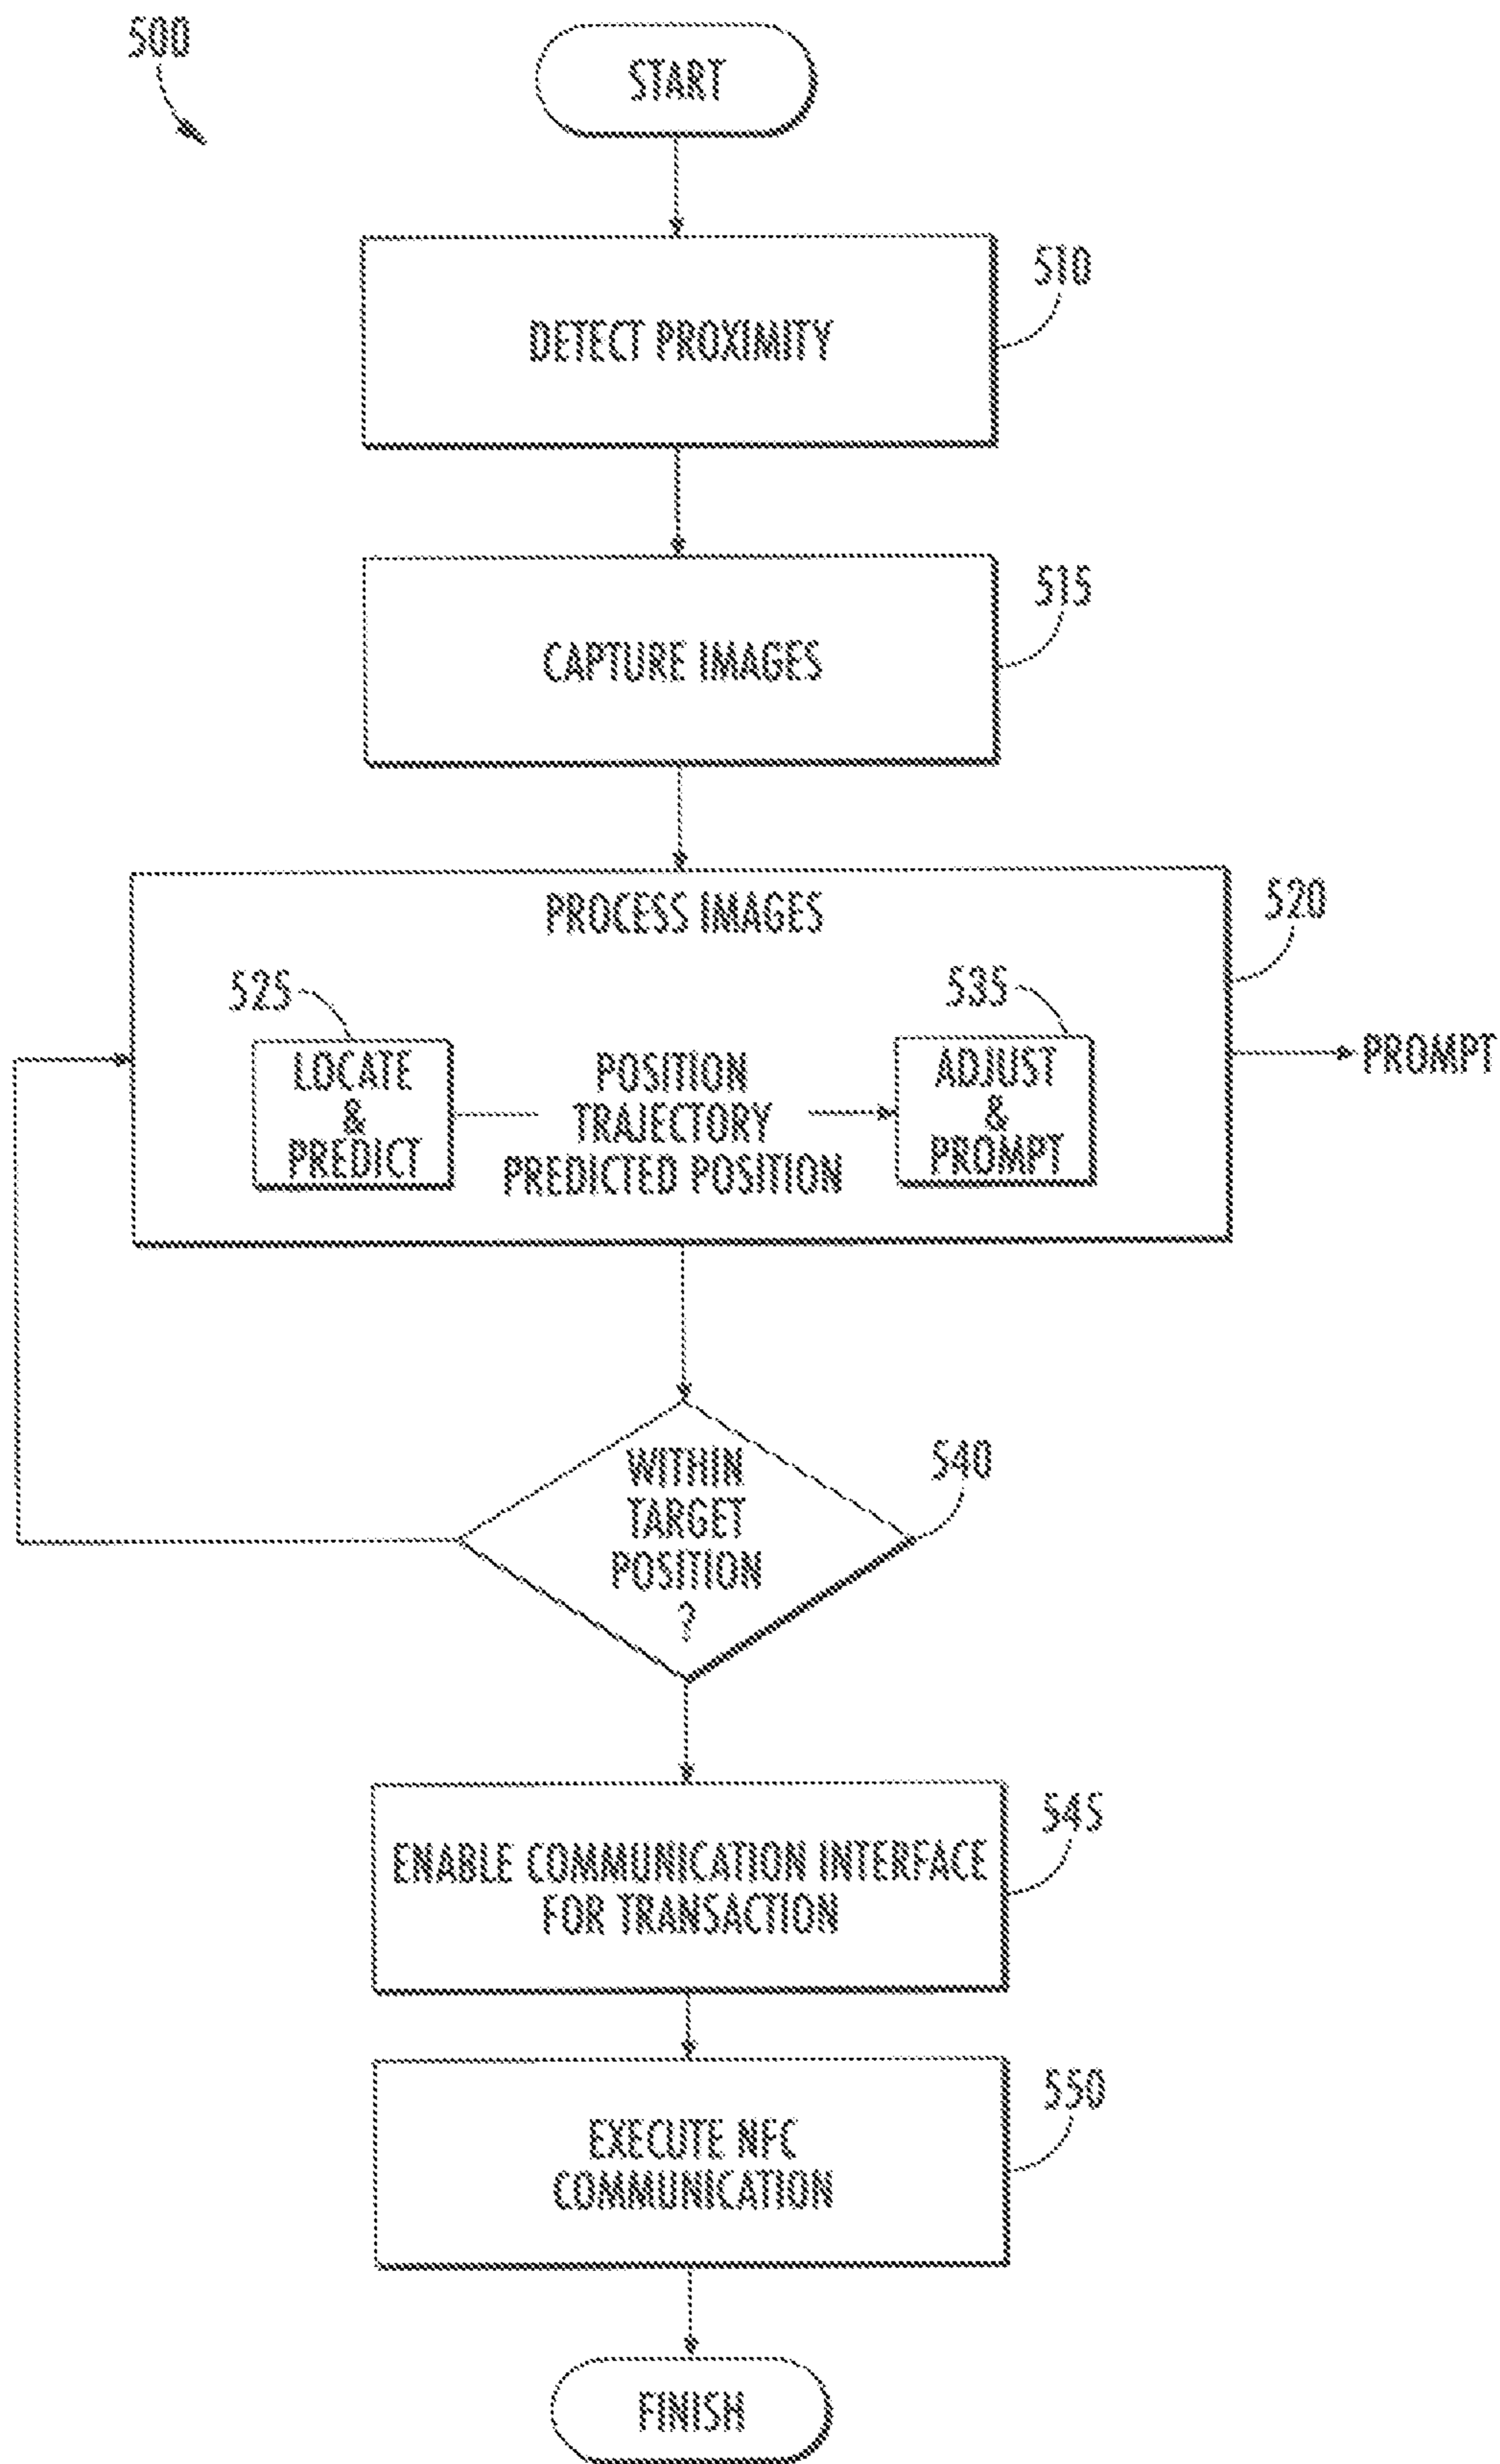 500
START
510
DETECT PROXIMITY
515
CAPTURE IMAGES
520
PROCESS IMAGES
525
535
LOCATE
&
PREDICT
POSITION
TRAJECTORY
PREDICTED POSITION
ADJUST
&
PROMPT
PROMPT
540
WITHIN
TARGET
POSITION
?
545
ENABLE COMMUNICATION INTERFACE
FOR TRANSACTION
550
EXECUTE NFC
COMMUNICATION
FINISH